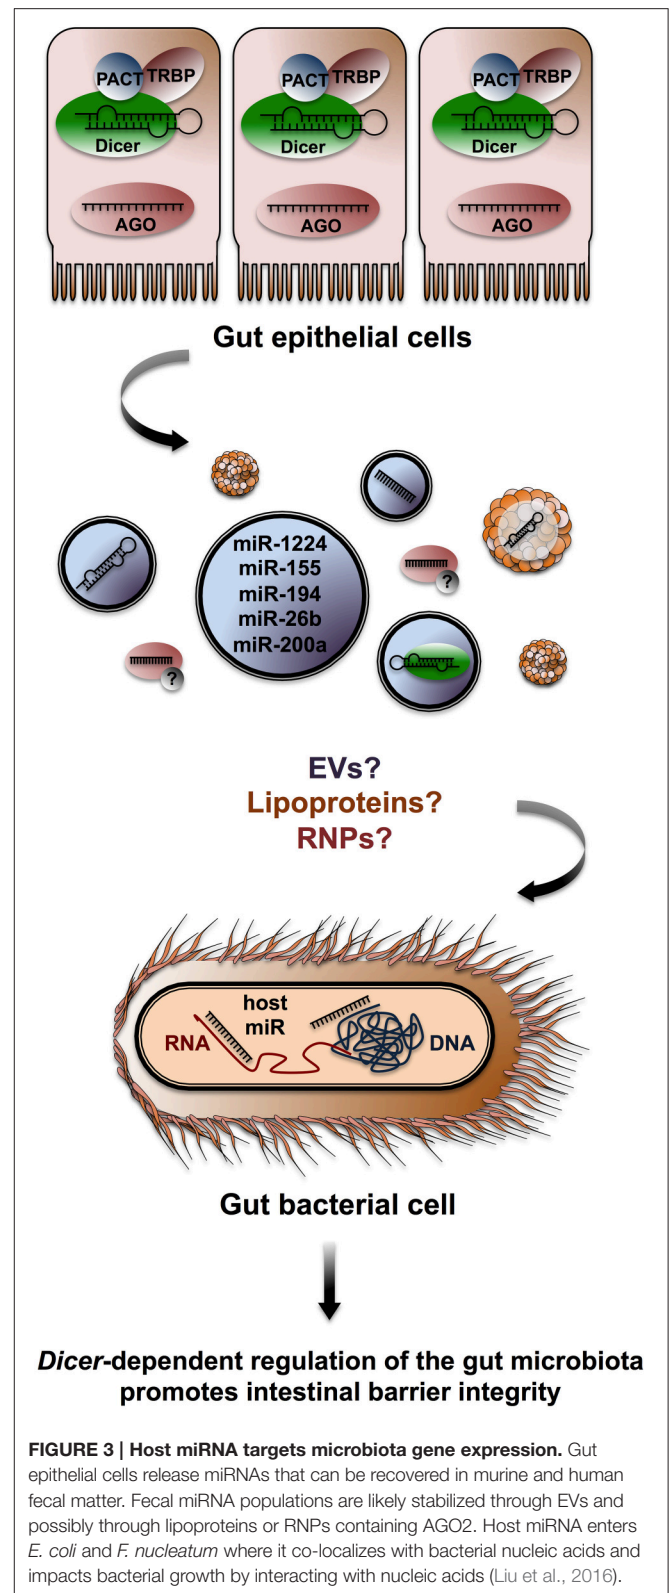 PACT TRBP PACT TRBP PACT TRBP
Dicer Dicer Dicer
AGO AGO AGO
Gut epithelial cells
miR-1224
miR-155
miR-194
miR-26b
miR-200a
?
?
EVs?
Lipoproteins?
RNPs?
host
miR
RNA
DNA
Gut bacterial cell
Dicer-dependent regulation of the gut microbiota
promotes intestinal barrier integrity
FIGURE 3 | Host miRNA targets microbiota gene expression. Gut
epithelial cells release miRNAs that can be recovered in murine and human
fecal matter. Fecal miRNA populations are likely stabilized through EVs and
possibly through lipoproteins or RNPs containing AGO2. Host miRNA enters
E. coli and F. nucleatum where it co-localizes with bacterial nucleic acids and
impacts bacterial growth by interacting with nucleic acids (Liu et al., 2016).